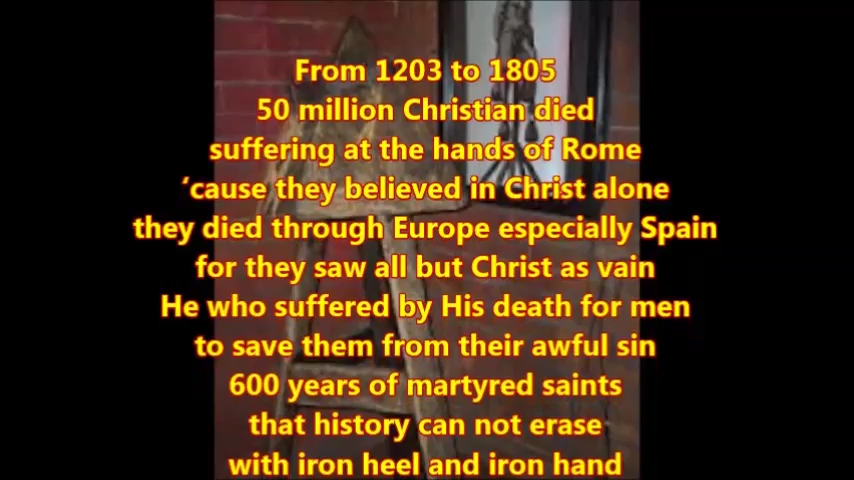 From 1203 to 1805
50 million Christian died
suffering at the hands of Rome
‘cause they believed in Christ alone
they died through Europe especially Spain
for they saw all but Christ as vain
He who suffered by His death for men
to save them from their awful sin
600 years of martyred saints
that history can not erase
with iron heel and iron hand